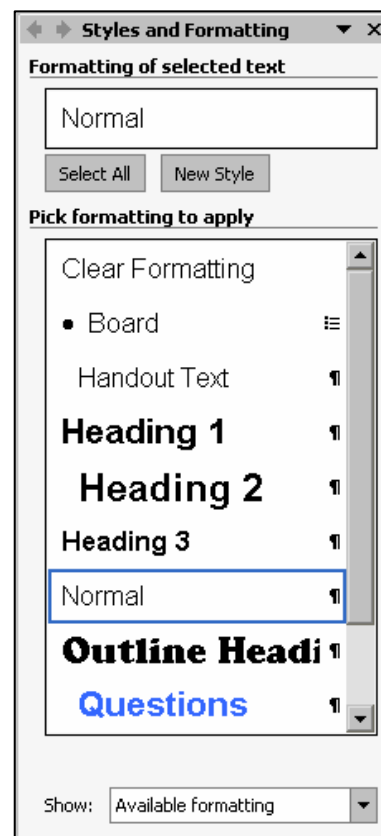 Styles and Formatting
Formatting of selected text
Normal
Select All New Style
Pick formatting to apply
Clear Formatting
• Board
Handout Text ¶
Heading 1 ¶
Heading 2 ¶
Heading 3 ¶
Normal ¶
Outline Headi ¶
Questions ¶
Show: Available formatting